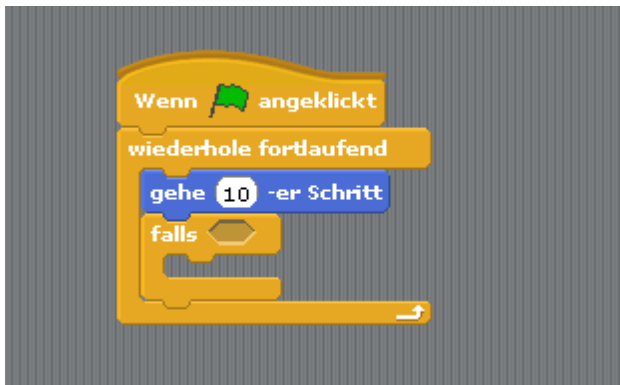 Wenn angeklickt
wiederhole fortlaufend
gehe 10 -er Schritt
falls